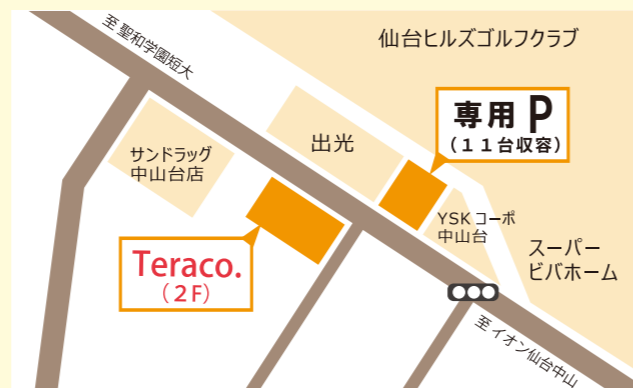 至 聖和学園短大
仙台ヒルズゴルフクラブ
専用 P
（１１台収容）
出光
サンドラッグ
中山台店
YSK コーポ
中山台
スーパー
ビバホーム
Teraco.
（２F）
至 イオン仙台中山